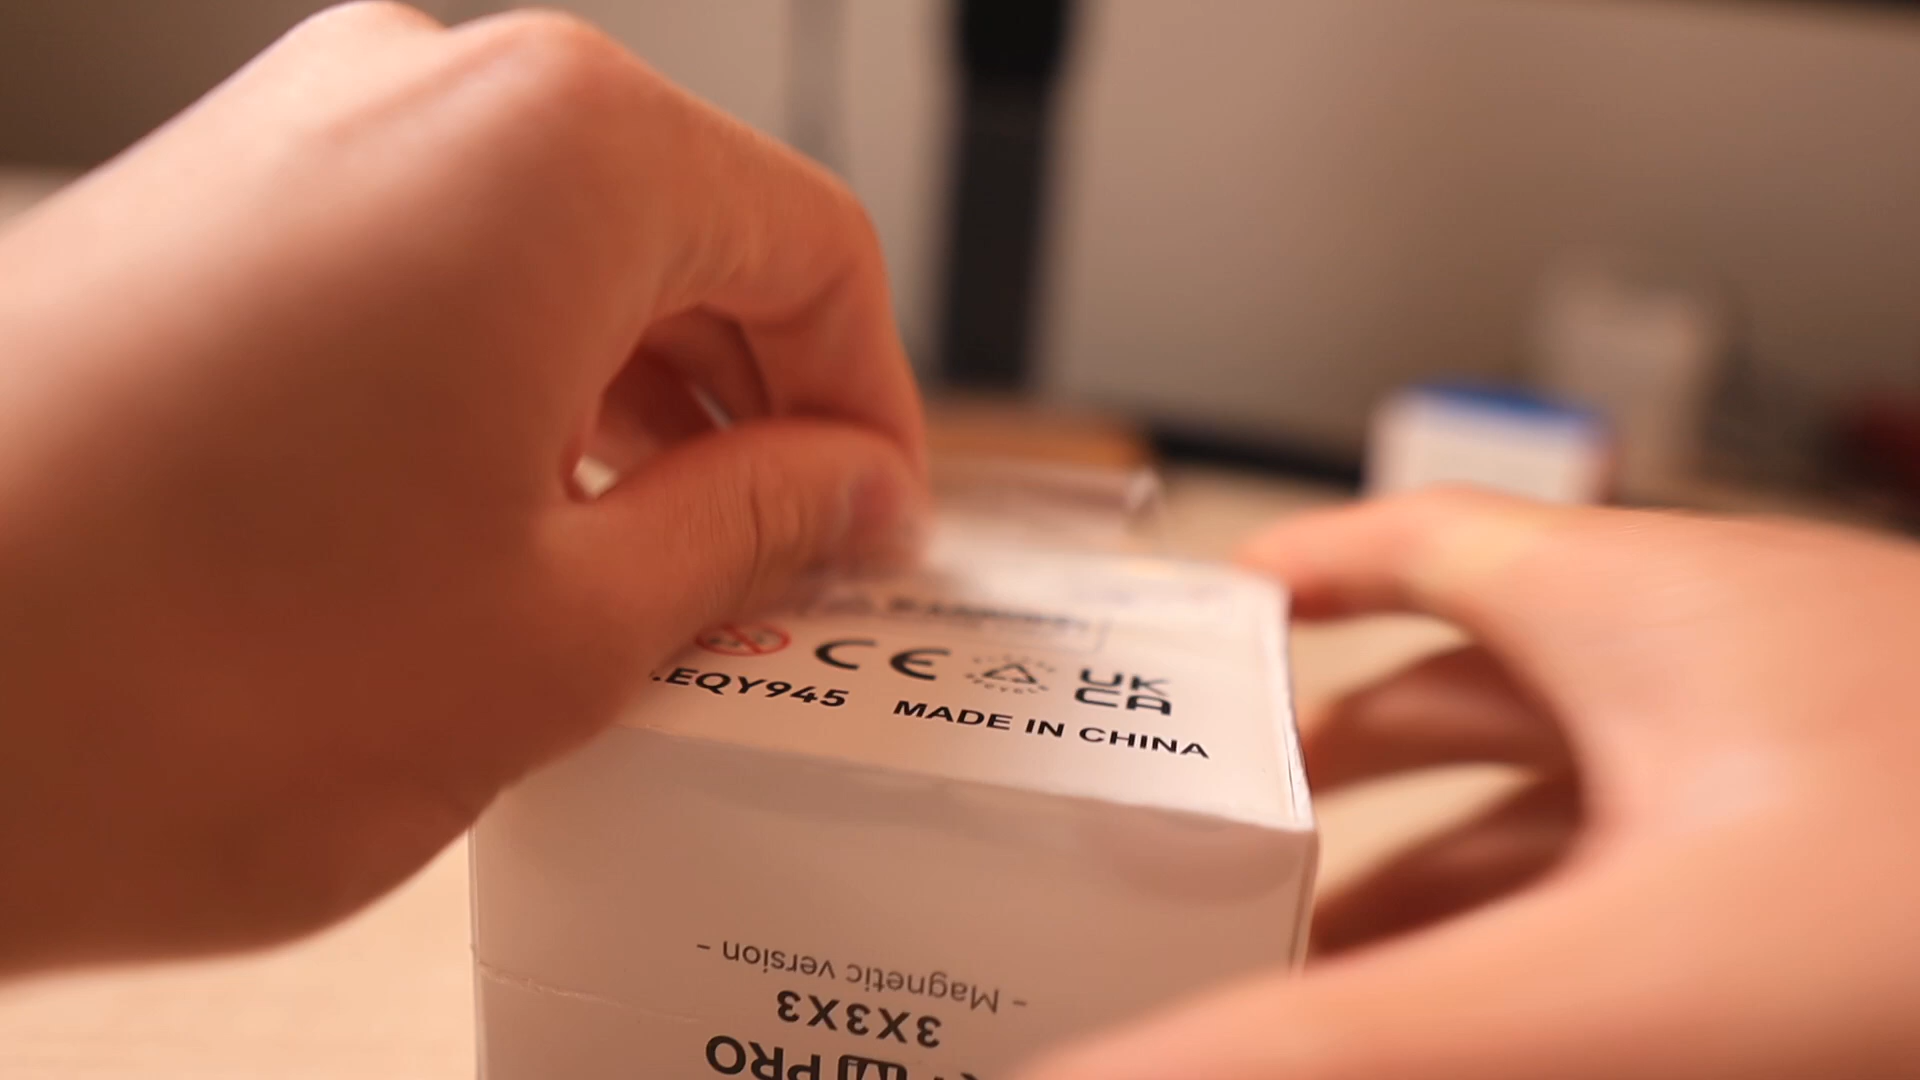 CE UK CA
.EQY945 MADE IN CHINA
- Magnetic version -
3X3X3
PRO